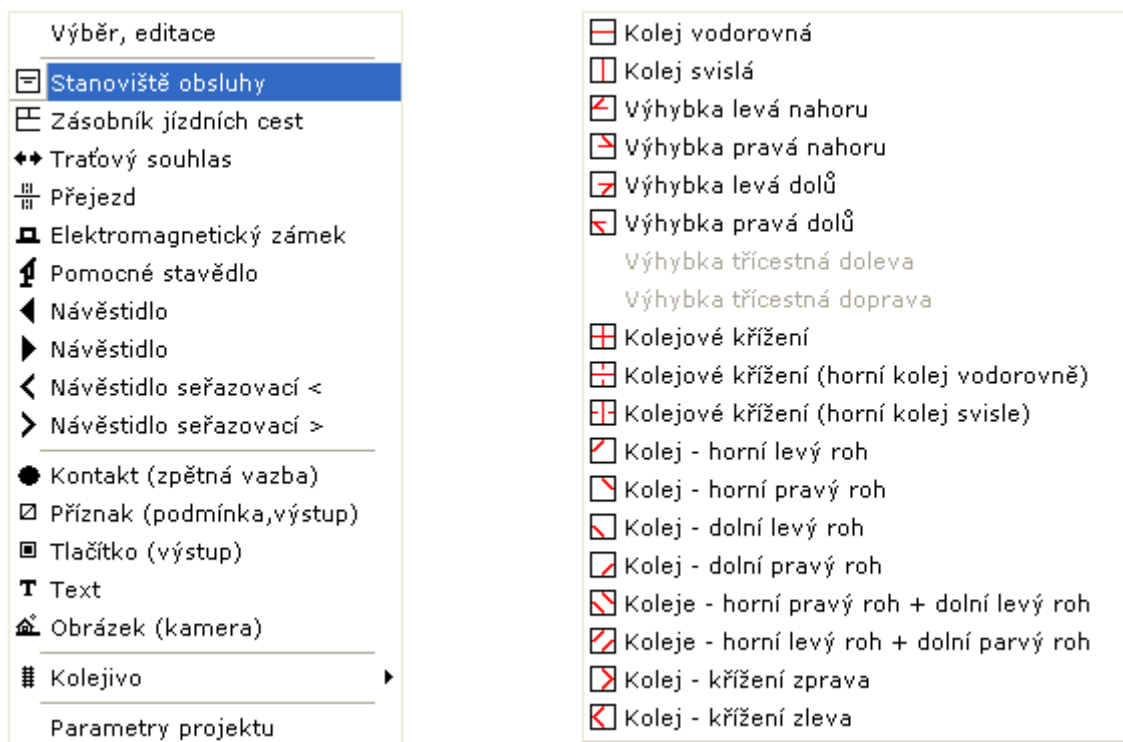 Výběr, editace
Stanoviště obsluhy
Zásobník jízdních cest
Traťový souhlas
Přejezd
Elektromagnetický zámek
Pomocné stavědlo
Návěstidlo
Návěstidlo
Návěstidlo seřazovací <
Návěstidlo seřazovací >
Kontakt (zpětná vazba)
Příznak (podmínka,výstup)
Tlačítko (výstup)
T Text
Obrázek (kamera)
Kolejivo
Parametry projektu
Kolej vodorovná
Kolej svislá
Výhybka levá nahoru
Výhybka pravá nahoru
Výhybka levá dolů
Výhybka pravá dolů
Výhybka třícestná doleva
Výhybka třícestná doprava
Kolejové křížení
Kolejové křížení (horní kolej vodorovně)
Kolejové křížení (horní kolej svisle)
Kolej - horní levý roh
Kolej - horní pravý roh
Kolej - dolní levý roh
Kolej - dolní pravý roh
Koleje - horní pravý roh + dolní levý roh
Koleje - horní levý roh + dolní parvý roh
Kolej - křížení zprava
Kolej - křížení zleva